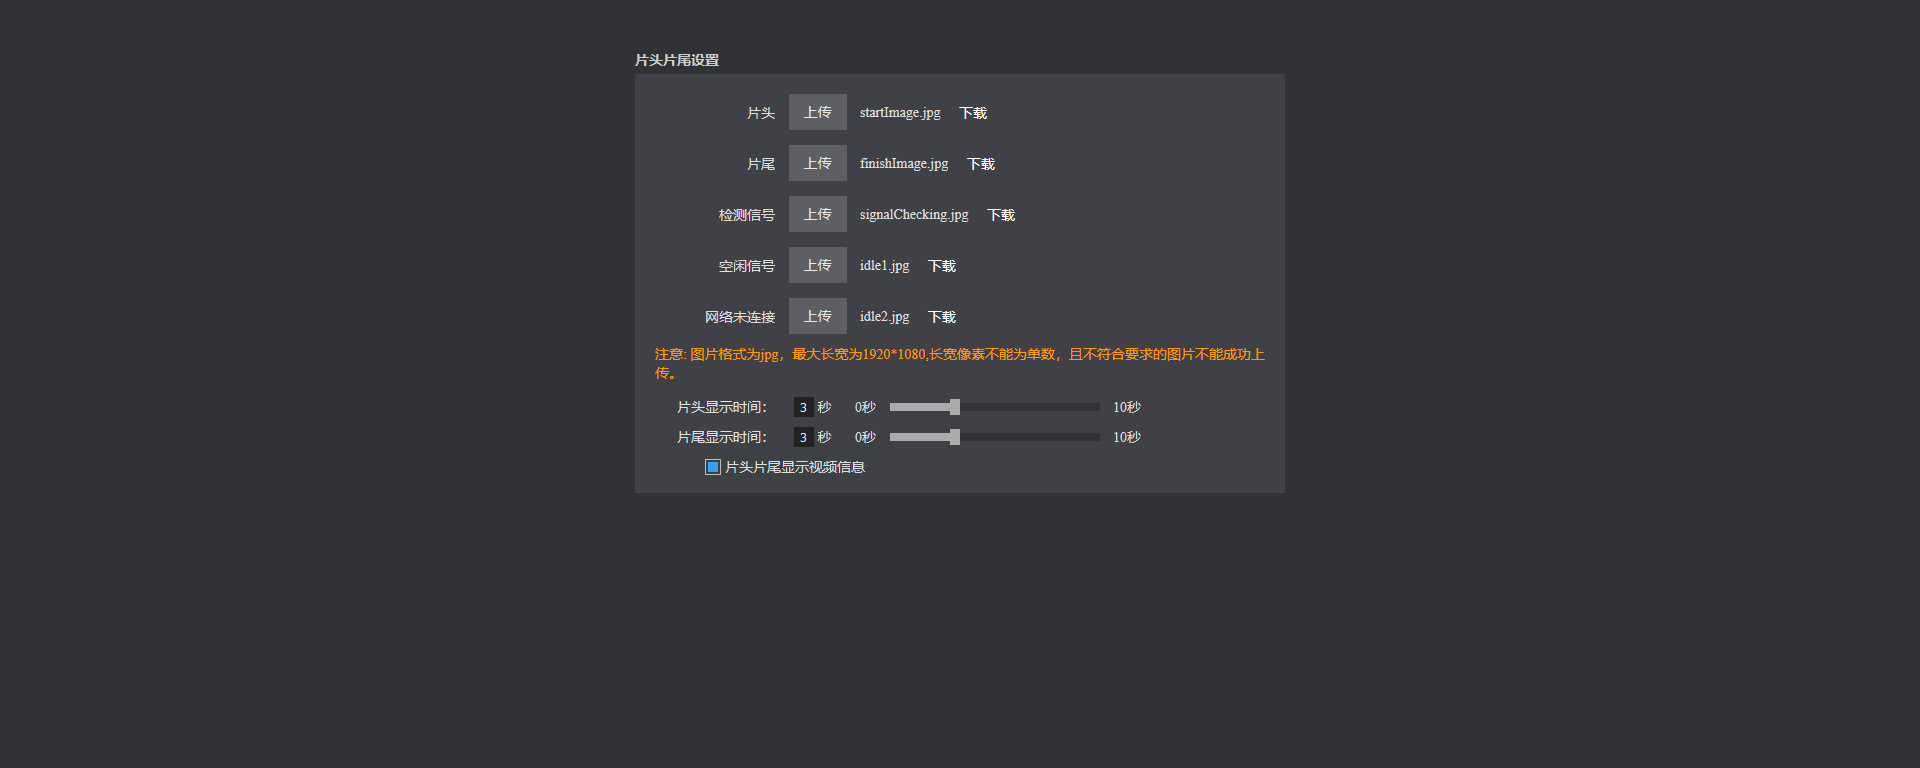 片头片尾设置
片头 上传 startImage.jpg 下载
片尾 上传 finishImage.jpg 下载
检测信号 上传 signalChecking.jpg 下载
空闲信号 上传 idle1.jpg 下载
网络未连接 上传 idle2.jpg 下载
注意: 图片格式为jpg，最大长宽为1920*1080,长宽像素不能为单数，且不符合要求的图片不能成功上
传。
片头显示时间： 3 秒 0秒 10秒
片尾显示时间： 3 秒 0秒 10秒
片头片尾显示视频信息